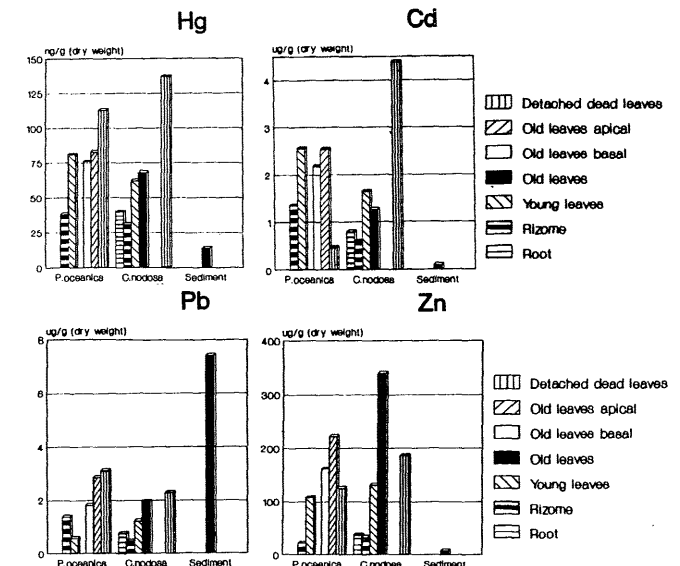 Hg
Cd
ng/g (dry weight)
150
125
100
75
50
25
0
P.oceanica C.nodosa Sediment
ug/g (dry weight)
4
3
2
1
0
P.oceanica C.nodosa Sediment
Detached dead leaves
Old leaves apical
Old leaves basal
Old leaves
Young leaves
Rizome
Root
Pb
Zn
ug/g (dry weight)
8
6
4
2
0
P.oceanica C.nodosa Sediment
ug/g (dry weight)
400
300
200
100
0
P.oceanica C.nodosa Sediment
Detached dead leaves
Old leaves apical
Old leaves basal
Old leaves
Young leaves
Rizome
Root